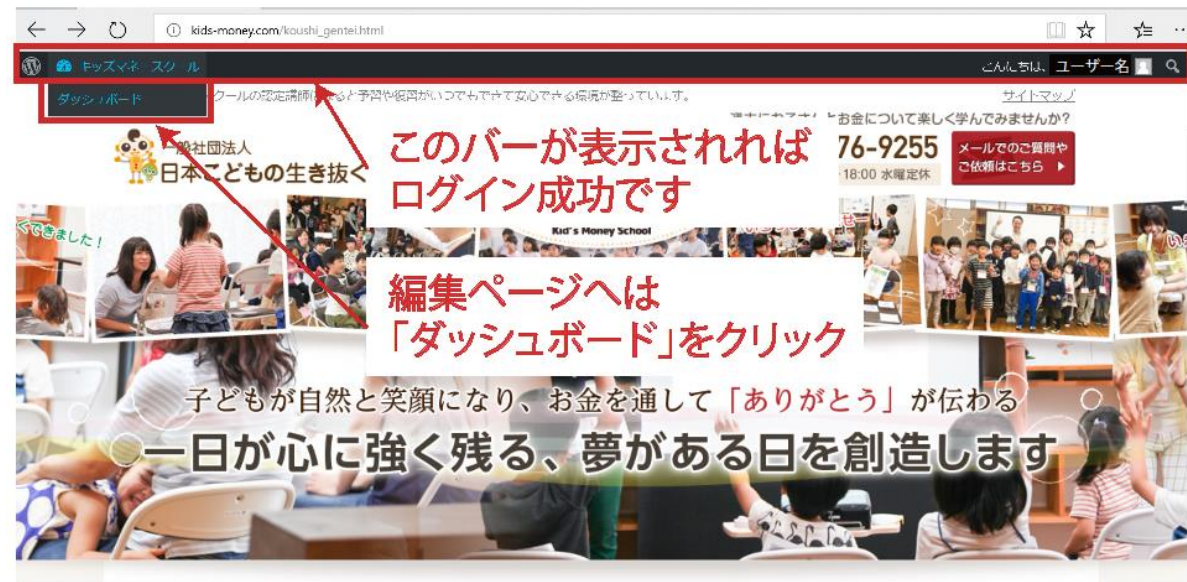 kids-money.com/koushi_gentei.html
キッズマネースクール
こんにちは、ユーザー名
ダッシュボード
クールの認定講師になると予習や復習がいつでもできて安心できる環境が整っています。
サイトマップ
お金について楽しく学んでみませんか?
このバーが表示されれば
ログイン成功です
一般社団法人
日本こどもの生き抜く
76-9255
18:00 水曜定休
メールでのご質問や
ご依頼はこちら
できました!
Kid's Money School
編集ページへは
「ダッシュボード」をクリック
子どもが自然と笑顔になり、お金を通して「ありがとう」が伝わる
一日が心に強く残る、夢がある日を創造します